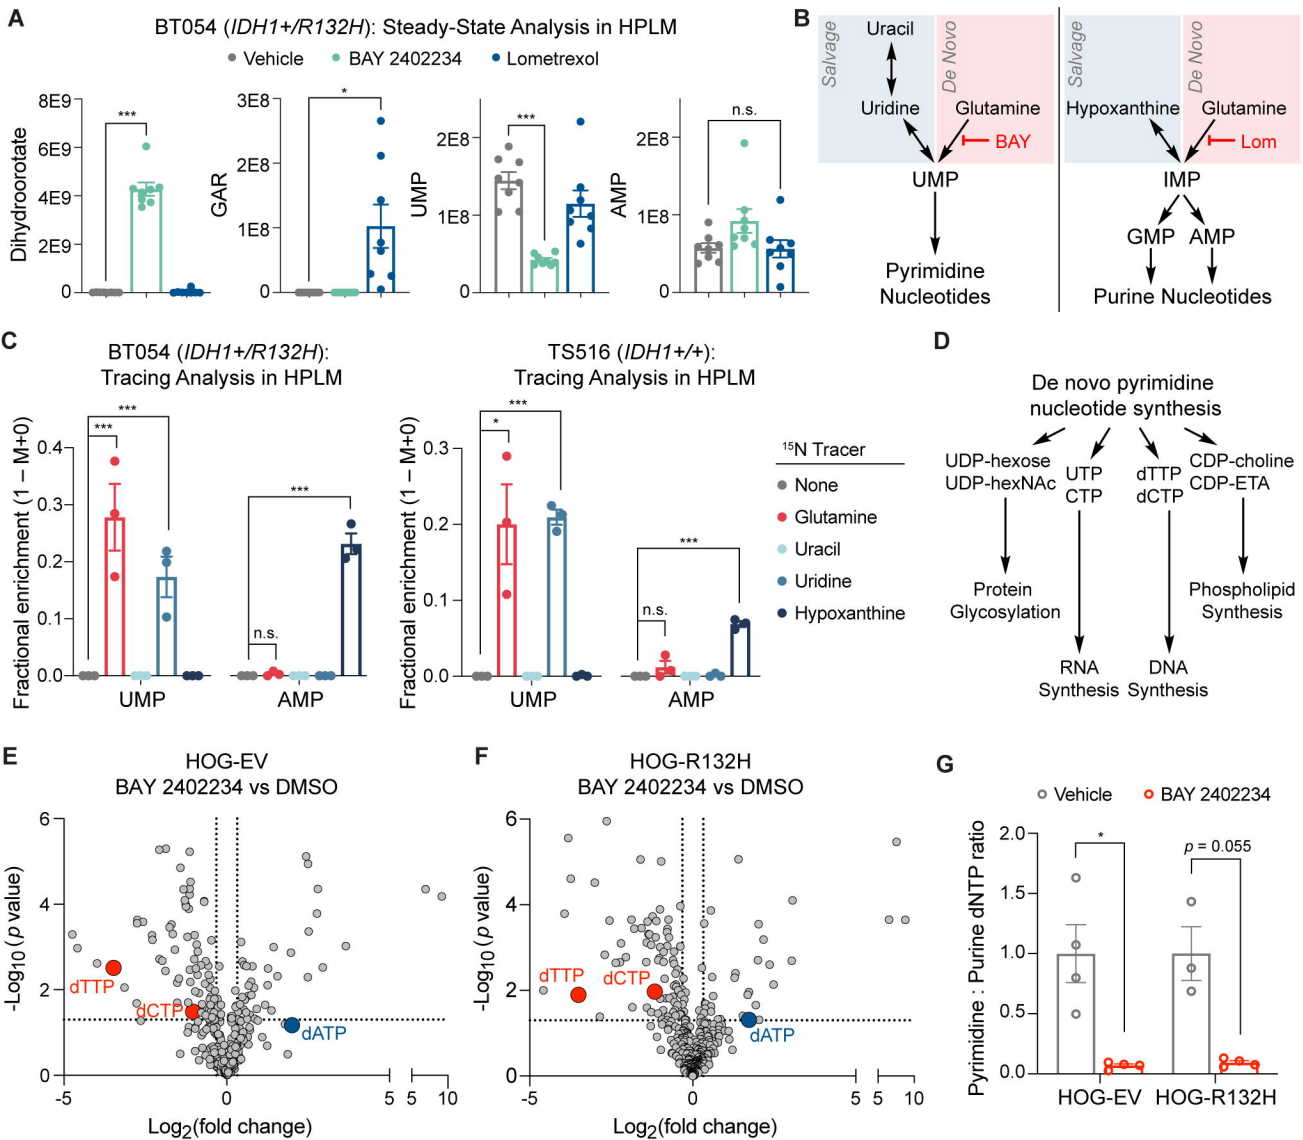 A
BT054 (IDH1+/R132H): Steady-State Analysis in HPLM
Vehicle BAY 2402234 Lometrexol
Dihydroorotate
8E9
6E9
4E9
2E9
0
***
GAR
3E8
2E8
1E8
0
*
UMP
2E8
1E8
0
***
AMP
2E8
1E8
0
n.s.
B
Salvage
De Novo
Uracil
Uridine
Glutamine
BAY
UMP
Pyrimidine
Nucleotides
Salvage
De Novo
Hypoxanthine
Glutamine
Lom
IMP
GMP AMP
Purine Nucleotides
C
BT054 (IDH1+/R132H):
Tracing Analysis in HPLM
Fractional enrichment (1 – M+0)
0.4
0.3
0.2
0.1
0.0
***
***
n.s.
***
UMP
AMP
TS516 (IDH1+/+):
Tracing Analysis in HPLM
Fractional enrichment (1 – M+0)
0.3
0.2
0.1
0.0
***
*
n.s.
***
UMP
AMP
¹⁵N Tracer
None
Glutamine
Uracil
Uridine
Hypoxanthine
D
De novo pyrimidine
nucleotide synthesis
UDP-hexose
UDP-hexNAc
UTP
CTP
dTTP
dCTP
CDP-choline
CDP-ETA
Protein
Glycosylation
Phospholipid
Synthesis
RNA
Synthesis
DNA
Synthesis
E
HOG-EV
BAY 2402234 vs DMSO
-Log₁₀(p value)
6
4
2
0
dTTP
dCTP
dATP
-5
0
5
5
10
Log₂(fold change)
F
HOG-R132H
BAY 2402234 vs DMSO
-Log₁₀(p value)
6
4
2
0
dTTP
dCTP
dATP
-5
0
5
5
10
Log₂(fold change)
G
Vehicle BAY 2402234
Pyrimidine : Purine dNTP ratio
2.0
1.5
1.0
0.5
0.0
*
p = 0.055
HOG-EV HOG-R132H